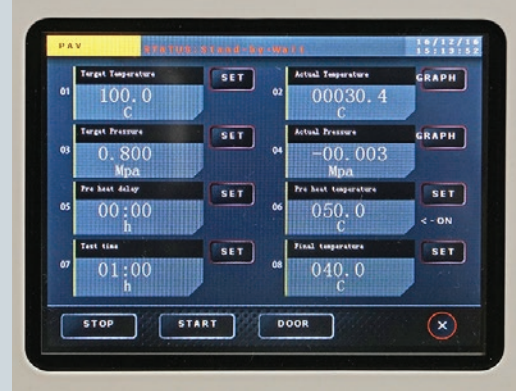 PAV
STATUS: Stand-by-Wait
16/12/16
15:19:52
Target Temperature
SET
01
100.0
C
Actual Temperature
GRAPH
02
00030.4
C
Target Pressure
SET
03
0.800
Mpa
Actual Pressure
GRAPH
04
-00.003
Mpa
Pre heat delay
SET
05
00:00
h
Pre heat temperature
SET
06
050.0
C
<-ON
Test time
SET
07
01:00
h
Final temperature
SET
08
040.0
C
STOP
START
DOOR
X